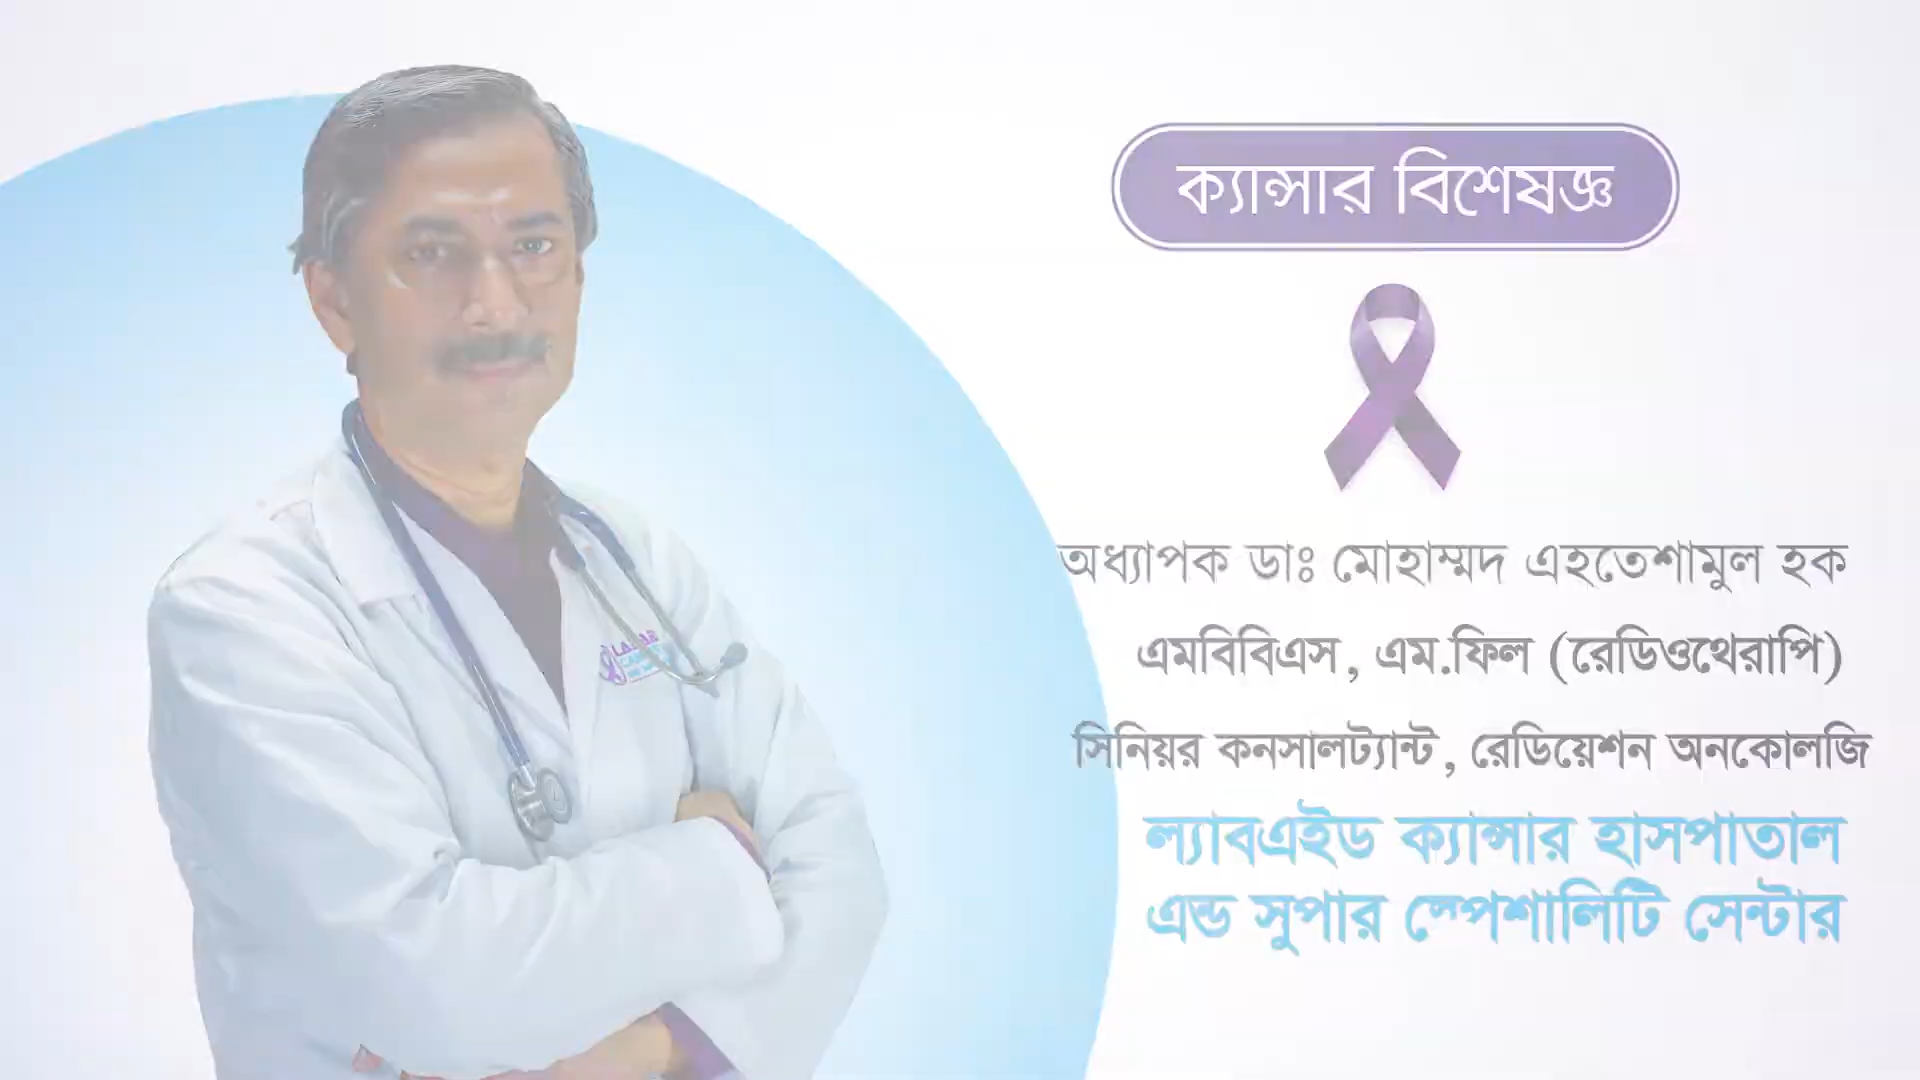 ক্যান্সার বিশেষজ্ঞ
অধ্যাপক ডাঃ মোহাম্মদ এহতেশামুল হক
এমবিবিএস, এম.ফিল (রেডিওথেরাপি)
সিনিয়র কনসালট্যান্ট, রেডিয়েশন অনকোলজি
ল্যাবএইড ক্যান্সার হাসপাতাল
এন্ড সুপার স্পেশালিটি সেন্টার